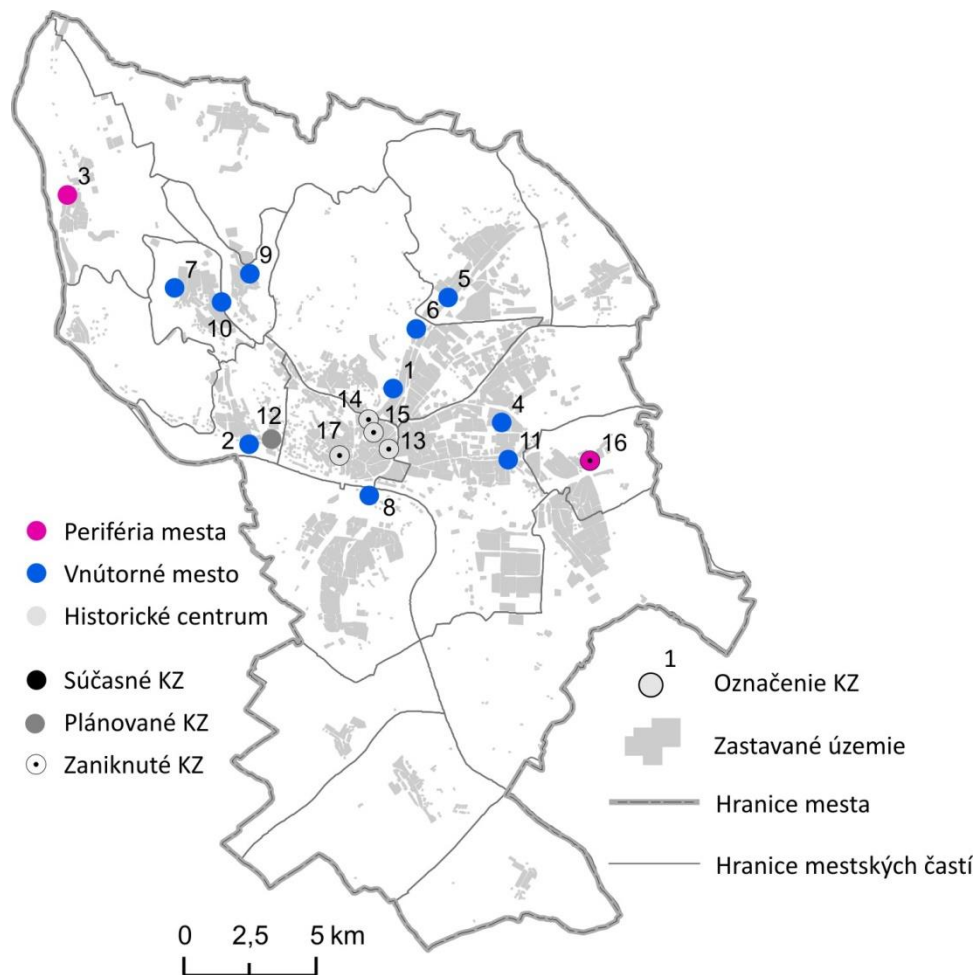 3
9
7
10
5
6
1
14
15
4
12
17
13
11
16
2
8
Periféria mesta
Vnútorné mesto
Historické centrum
Súčasné KZ
Plánované KZ
Zaniknuté KZ
1
Označenie KZ
Zastavané územie
Hranice mesta
Hranice mestských častí
0 2,5 5 km